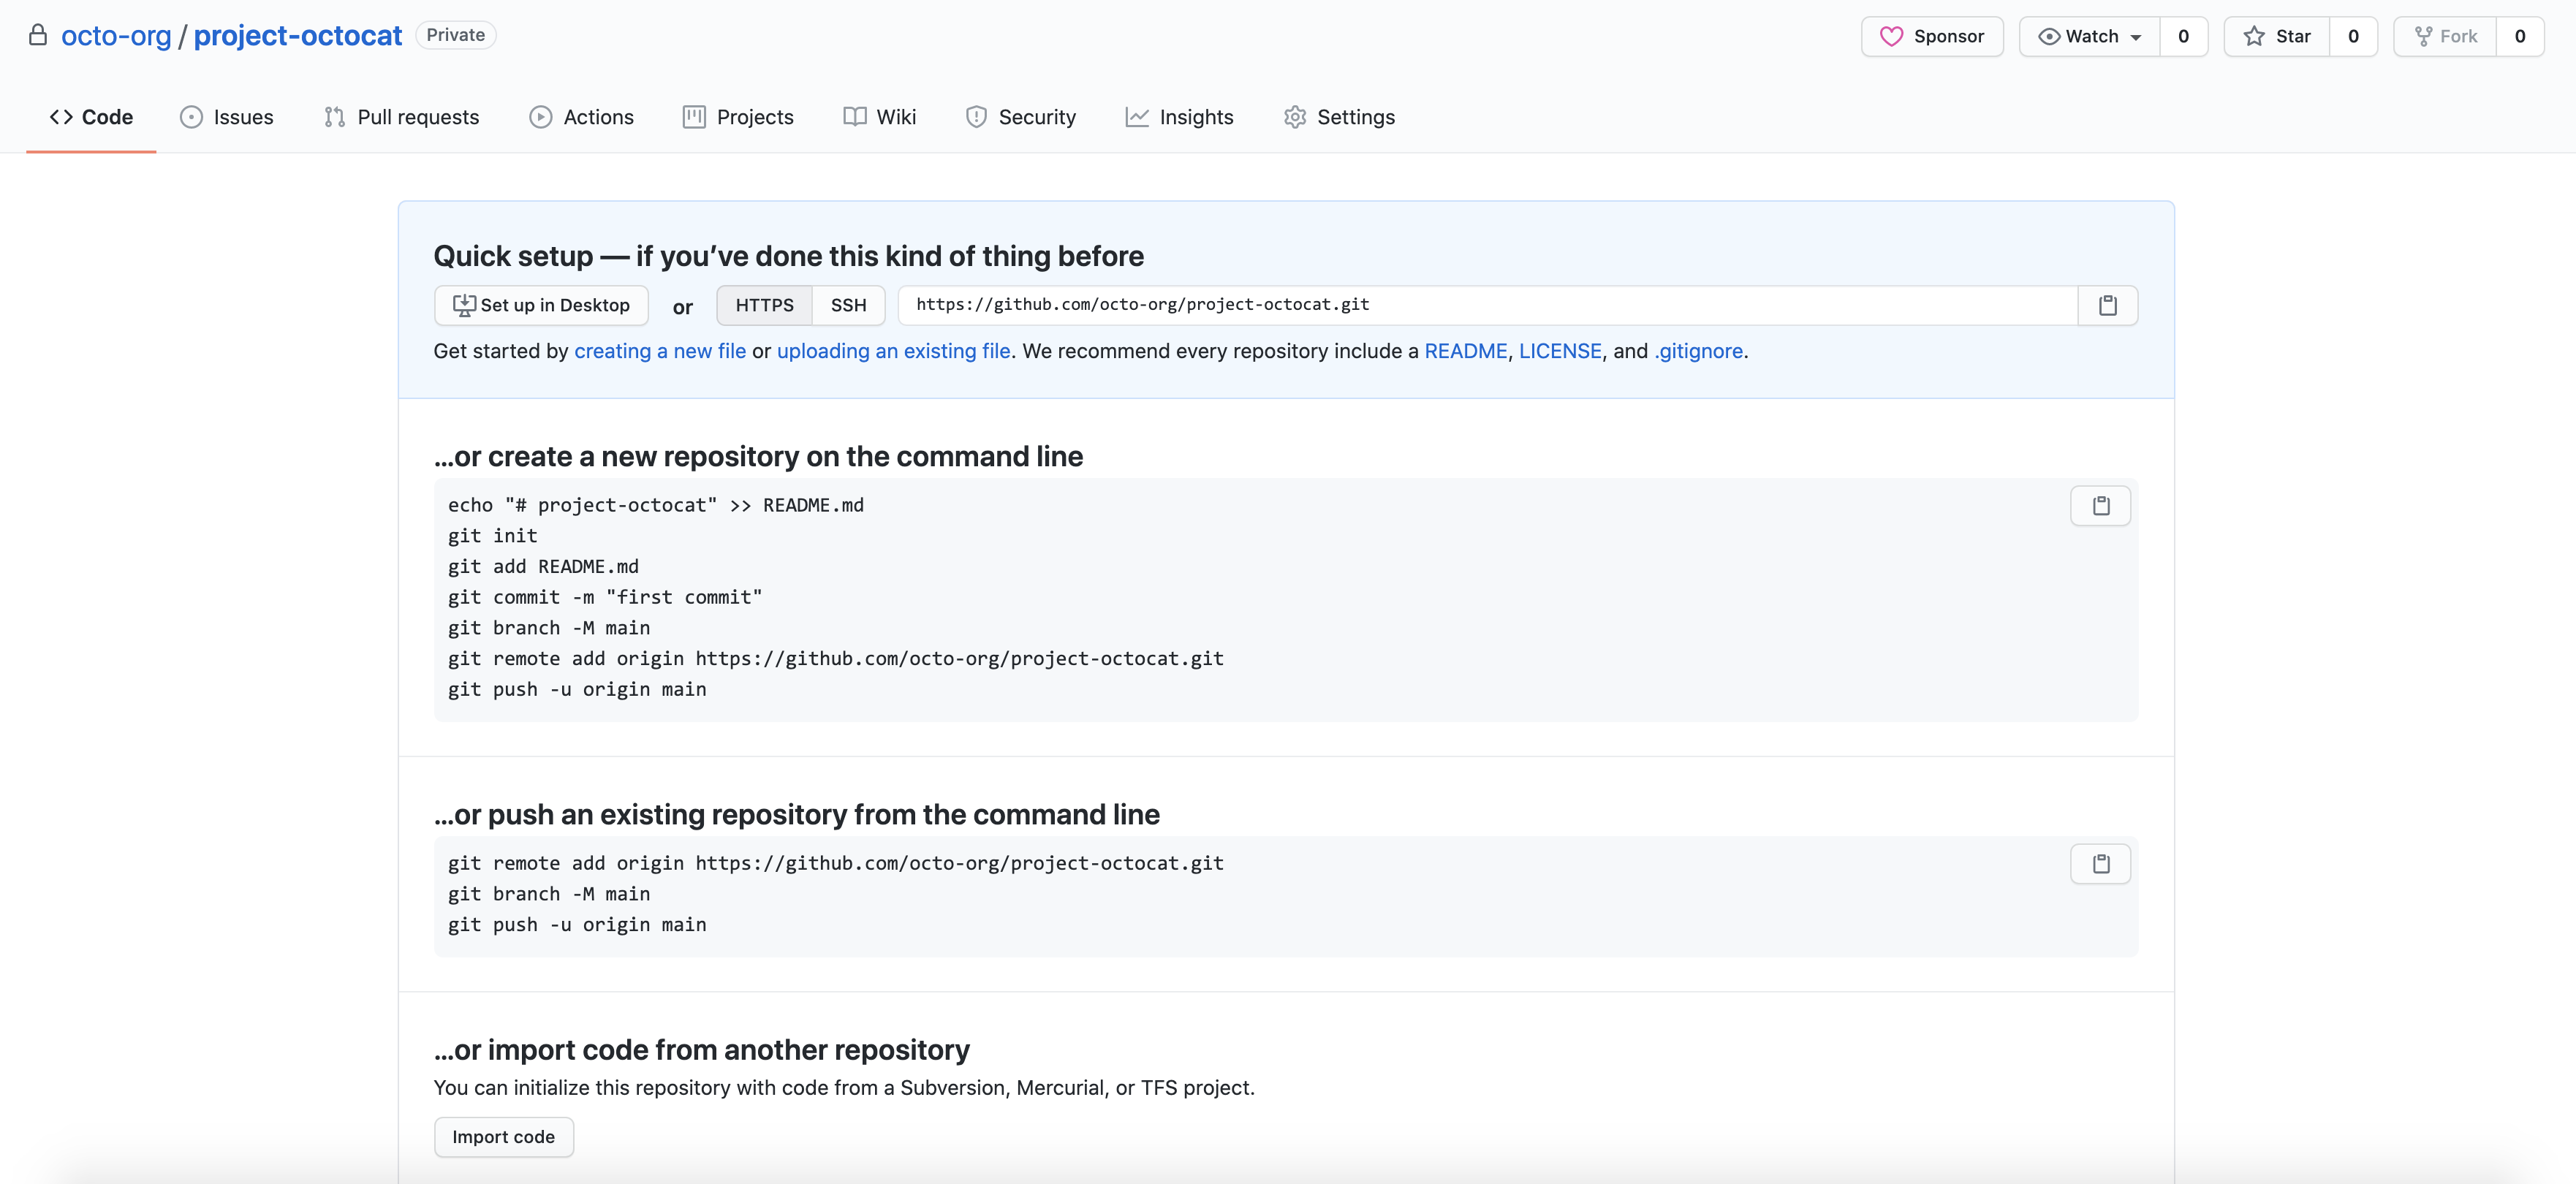 octo-org / project-octocat Private
Sponsor Watch 0 Star 0 Fork 0
Code Issues Pull requests Actions Projects Wiki Security Insights Settings
Quick setup — if you’ve done this kind of thing before
Set up in Desktop or HTTPS SSH https://github.com/octo-org/project-octocat.git
Get started by creating a new file or uploading an existing file. We recommend every repository include a README, LICENSE, and .gitignore.
…or create a new repository on the command line
echo "# project-octocat" >> README.md
git init
git add README.md
git commit -m "first commit"
git branch -M main
git remote add origin https://github.com/octo-org/project-octocat.git
git push -u origin main
…or push an existing repository from the command line
git remote add origin https://github.com/octo-org/project-octocat.git
git branch -M main
git push -u origin main
…or import code from another repository
You can initialize this repository with code from a Subversion, Mercurial, or TFS project.
Import code